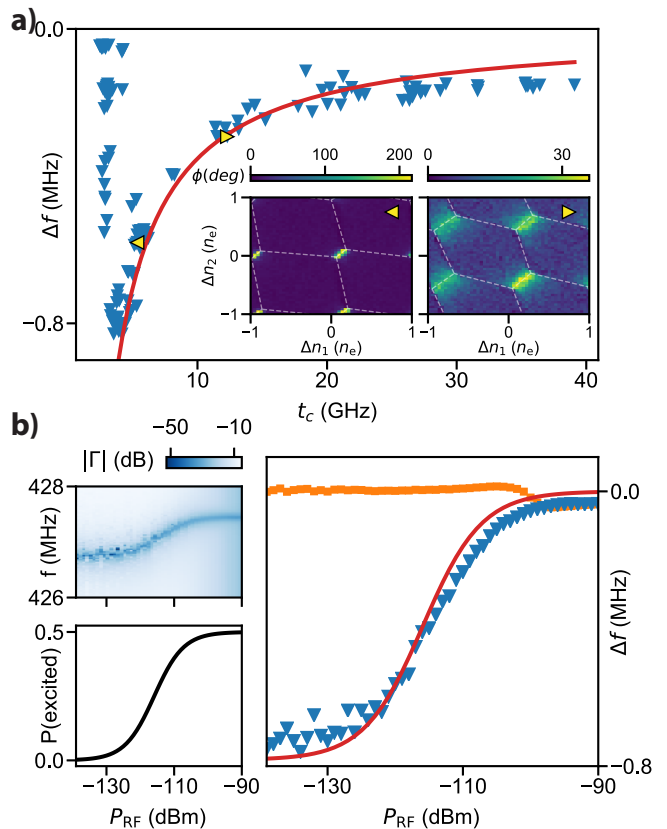 a)
0.0
−0.8
Δf (MHz)
0 100 200
ϕ(deg)
0 30
1
0
−1
Δn₂ (nₑ)
−1 0 1
−1 0 1
Δn₁ (nₑ)
Δn₁ (nₑ)
10 20 30 40
t_c (GHz)
b)
−50 −10
|Γ| (dB)
428
426
f (MHz)
0.5
0.0
P(excited)
−130 −110 −90
P_RF (dBm)
0.0
−0.8
Δf (MHz)
−130 −110 −90
P_RF (dBm)